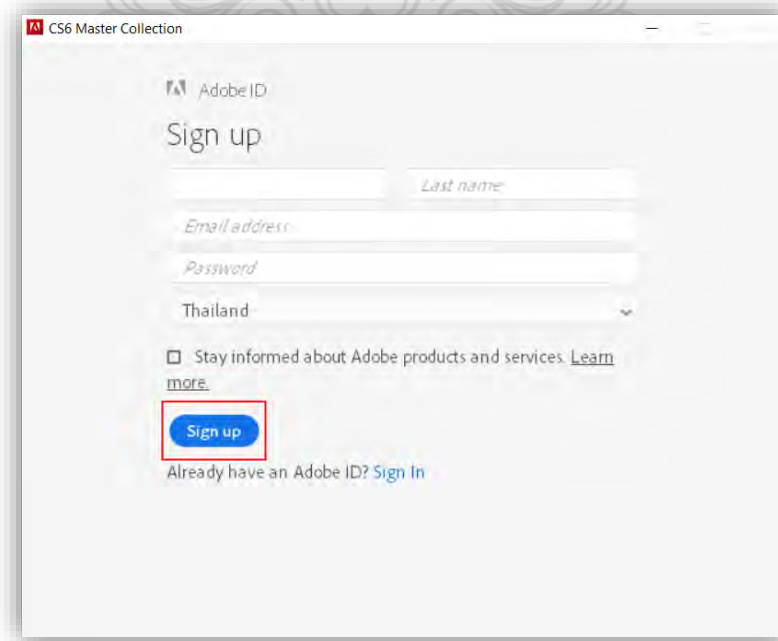 CS6 Master Collection
Adobe ID
Sign up
Last name
Email address
Password
Thailand
Stay informed about Adobe products and services. Learn
more.
Sign up
Already have an Adobe ID? Sign In